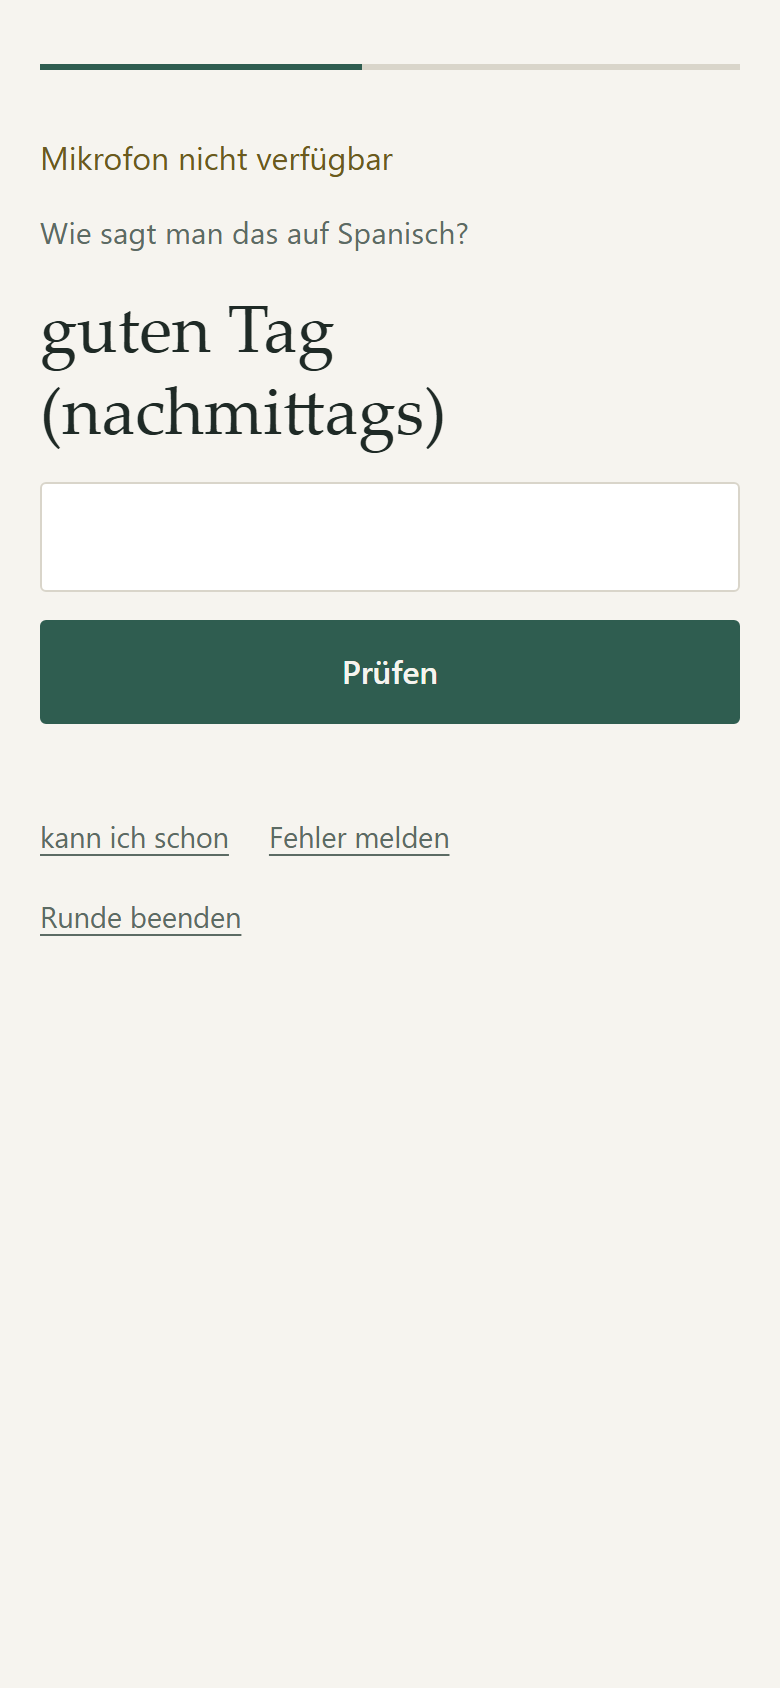 Mikrofon nicht verfügbar
Wie sagt man das auf Spanisch?
guten Tag
(nachmittags)
Prüfen
kann ich schon Fehler melden
Runde beenden